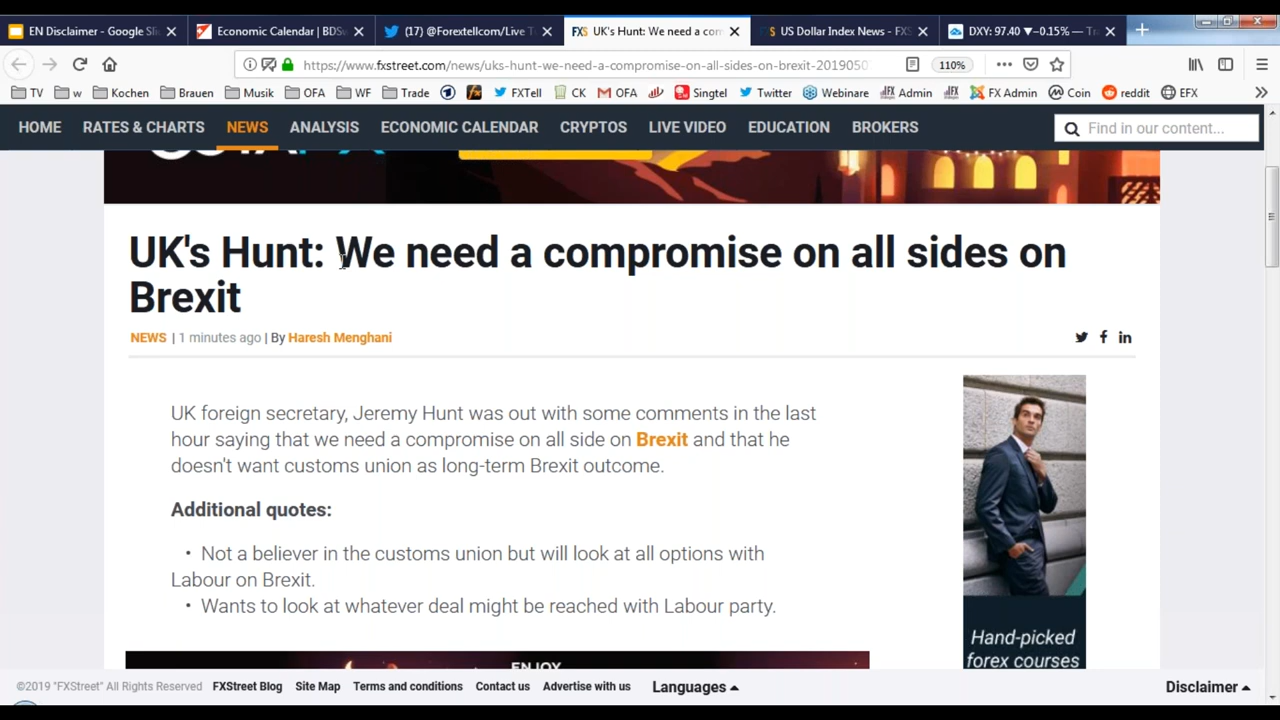 EN Disclaimer - Google Sli
Economic Calendar | BDSw
(17) @Forextellcom/Live T
FXS UK's Hunt: We need a com
FXS US Dollar Index News - FXS
DXY: 97.40 ▼−0.15% — Tr
https://www.fxstreet.com/news/uks-hunt-we-need-a-compromise-on-all-sides-on-brexit-2019050
110%
TV
w
Kochen
Brauen
Musik
OFA
WF
Trade
FXTell
CK
OFA
Singtel
Twitter
Webinare
FX Admin
FX
FX Admin
Coin
reddit
EFX
HOME
RATES & CHARTS
NEWS
ANALYSIS
ECONOMIC CALENDAR
CRYPTOS
LIVE VIDEO
EDUCATION
BROKERS
Find in our content...
UK's Hunt: We need a compromise on all sides on
Brexit
NEWS | 1 minutes ago | By Haresh Menghani
UK foreign secretary, Jeremy Hunt was out with some comments in the last
hour saying that we need a compromise on all side on Brexit and that he
doesn't want customs union as long-term Brexit outcome.
Additional quotes:
• Not a believer in the customs union but will look at all options with
Labour on Brexit.
• Wants to look at whatever deal might be reached with Labour party.
Hand-picked
forex courses
ENJOY
©2019 "FXStreet" All Rights Reserved
FXStreet Blog
Site Map
Terms and conditions
Contact us
Advertise with us
Languages
Disclaimer